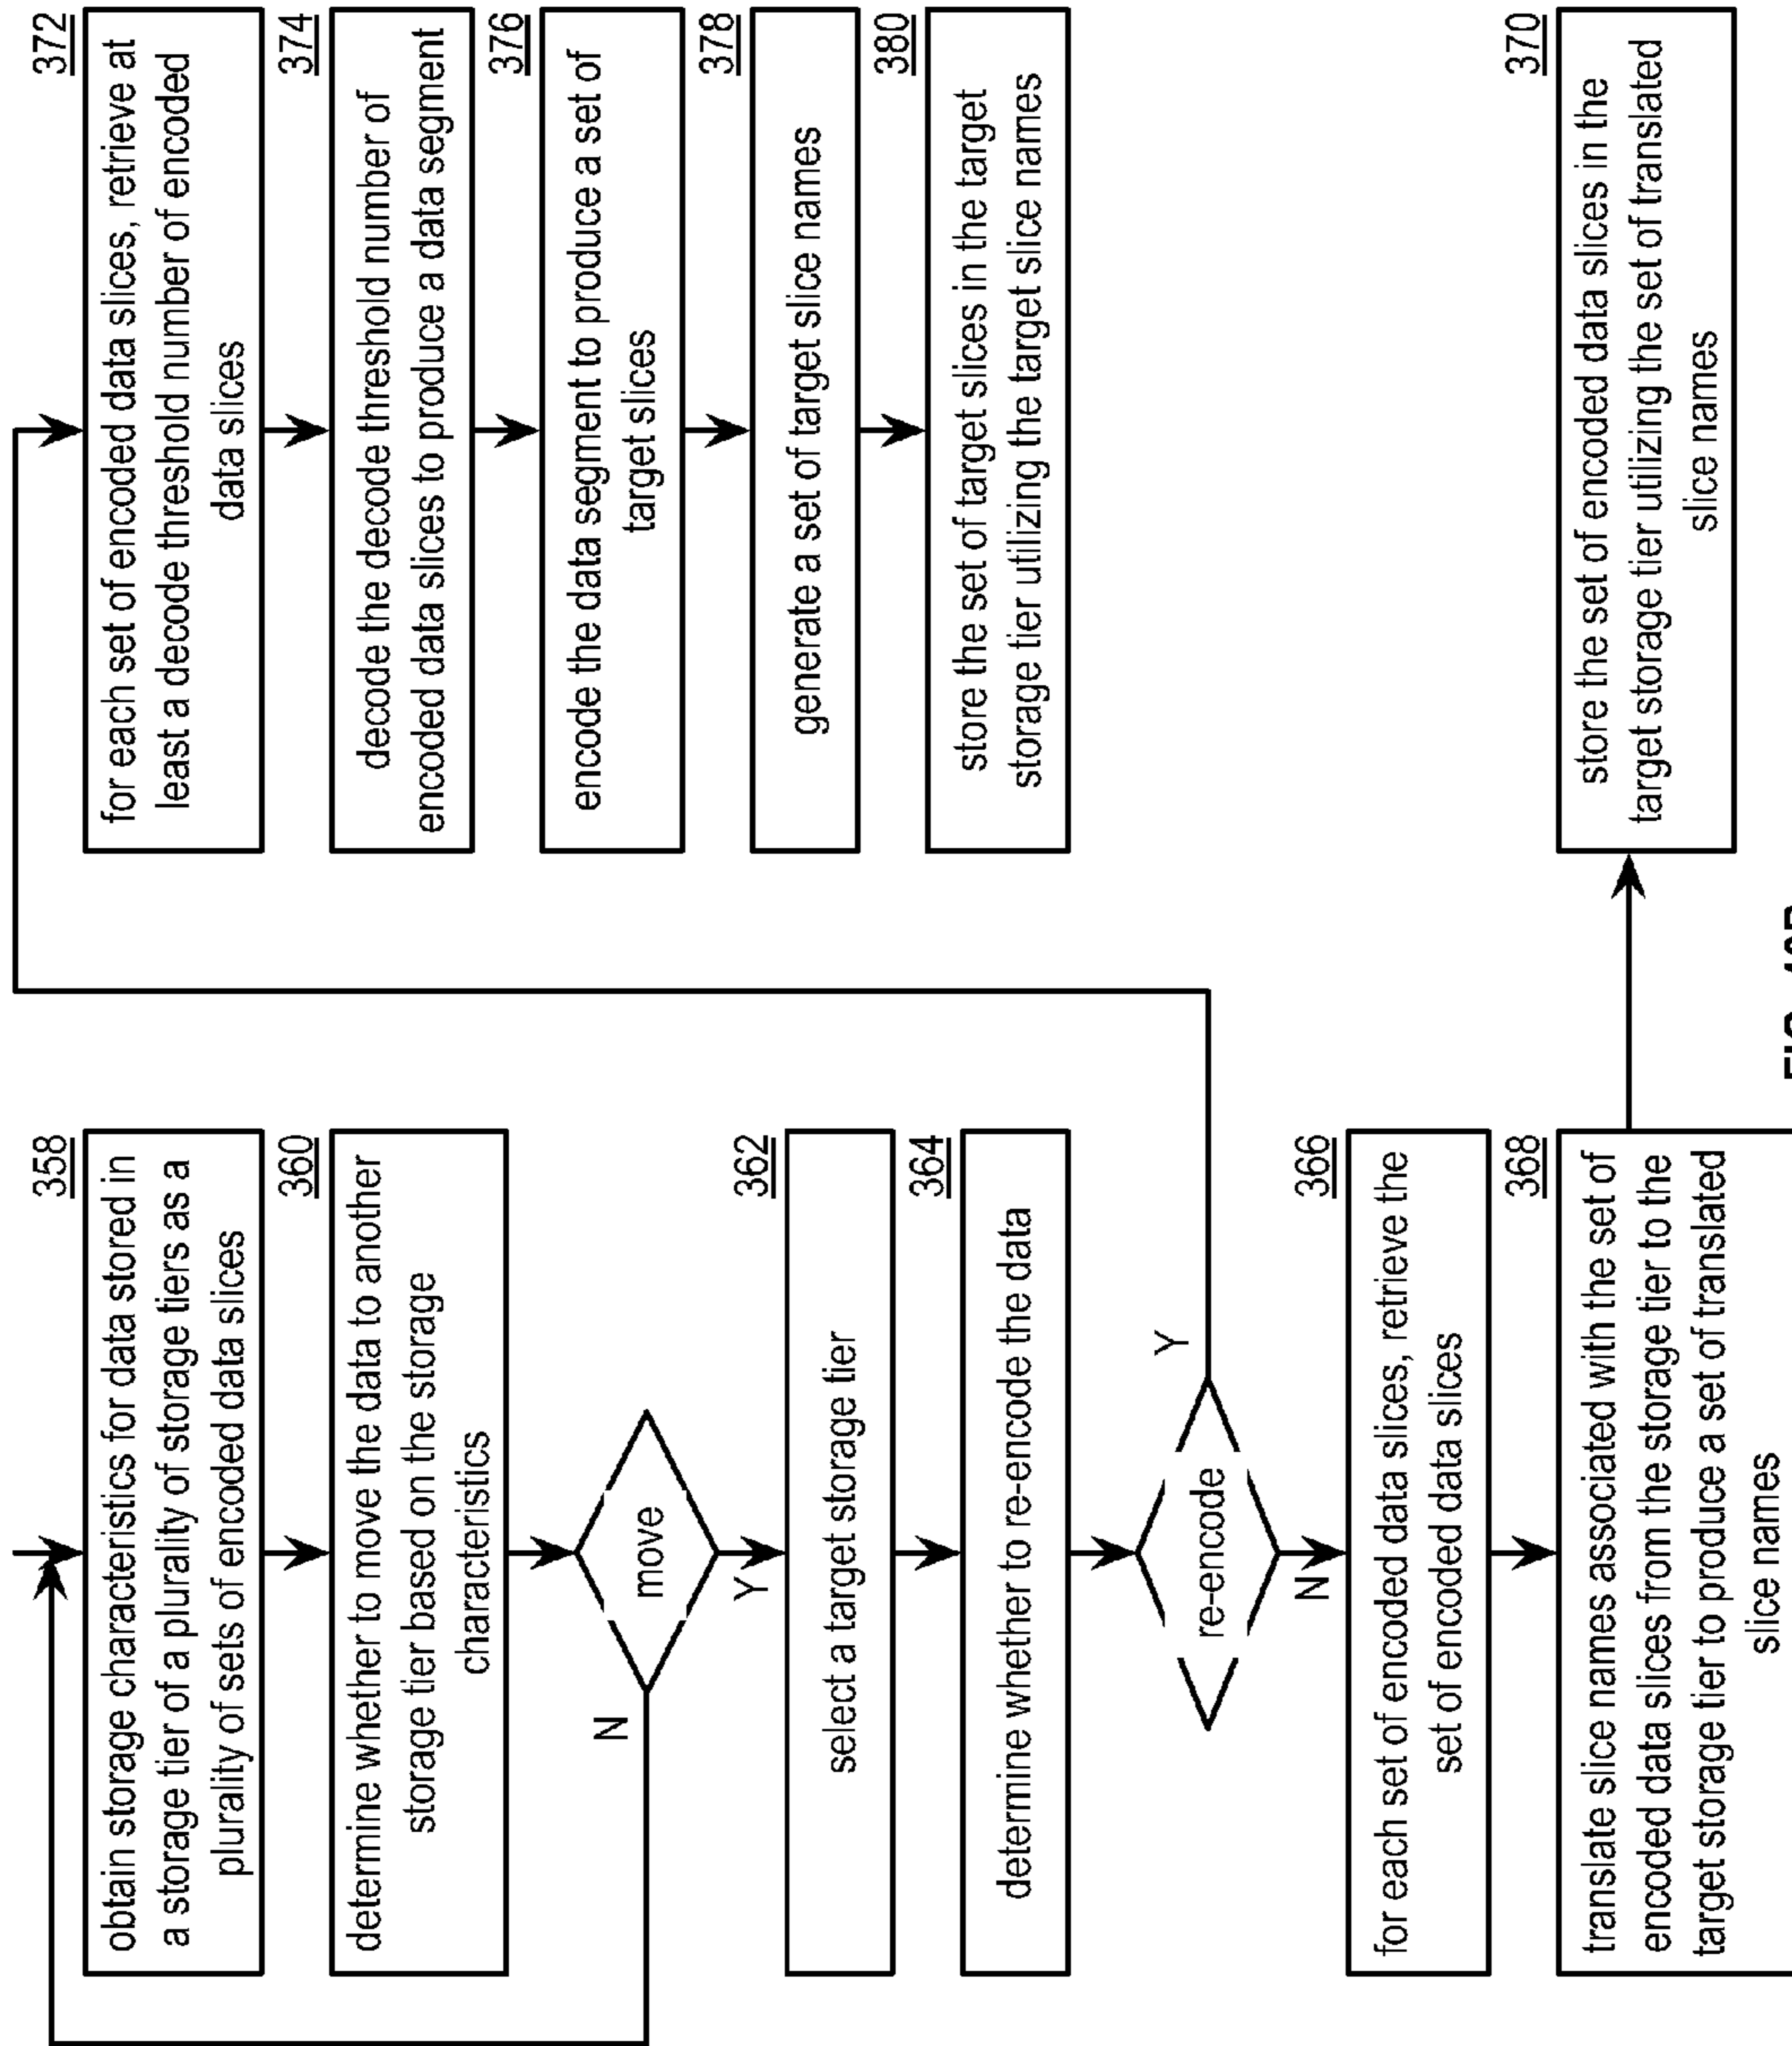 358
obtain storage characteristics for data stored in
a storage tier of a plurality of storage tiers as a
plurality of sets of encoded data slices
360
determine whether to move the data to another
storage tier based on the storage
characteristics
move
N
Y
362
select a target storage tier
364
determine whether to re-encode the data
re-encode
Y
N
366
for each set of encoded data slices, retrieve the
set of encoded data slices
368
translate slice names associated with the set of
encoded data slices from the storage tier to the
target storage tier to produce a set of translated
slice names
372
for each set of encoded data slices, retrieve at
least a decode threshold number of encoded
data slices
374
decode the decode threshold number of
encoded data slices to produce a data segment
376
encode the data segment to produce a set of
target slices
378
generate a set of target slice names
380
store the set of target slices in the target
storage tier utilizing the target slice names
370
store the set of encoded data slices in the
target storage tier utilizing the set of translated
slice names